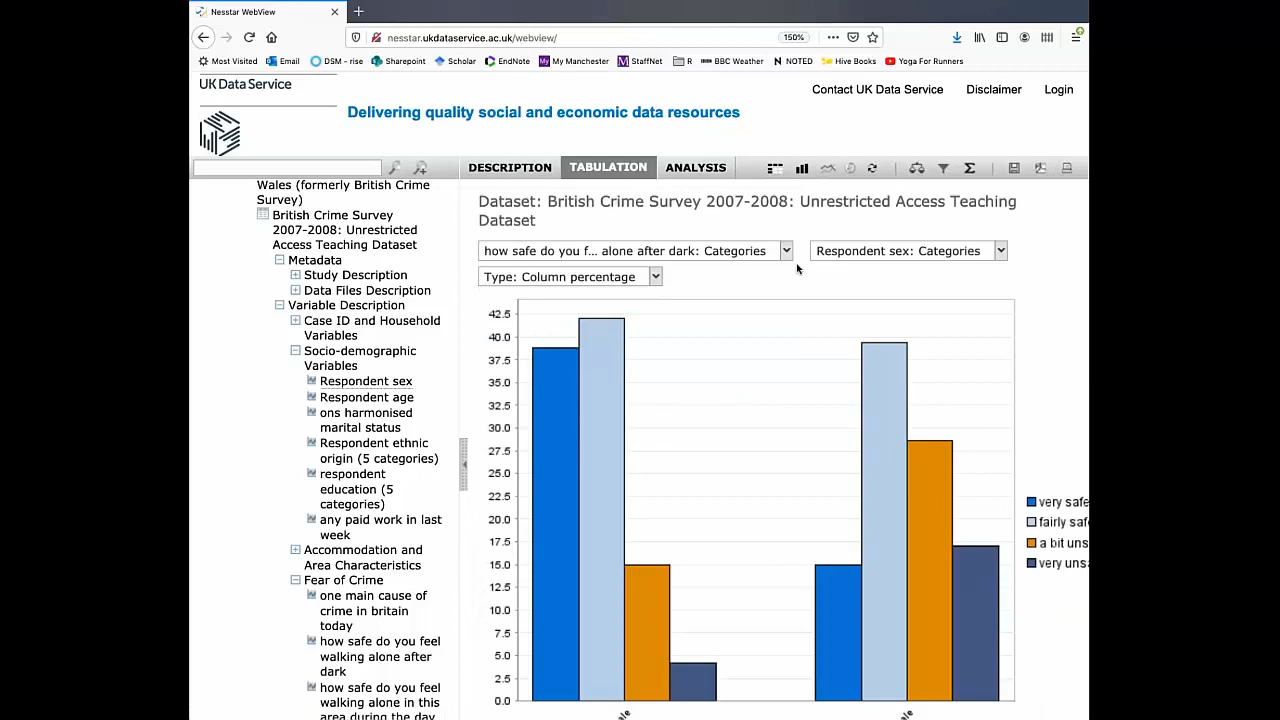 Nesstar WebView
nesstar.ukdataservice.ac.uk/webview/
150%
Most Visited Email DSM - rise Sharepoint Scholar EndNote My Manchester StaffNet R BBC Weather NOTED Hive Books Yoga For Runners
UK Data Service
Contact UK Data Service Disclaimer Login
Delivering quality social and economic data resources
DESCRIPTION TABULATION ANALYSIS
Wales (formerly British Crime
Survey)
British Crime Survey
2007-2008: Unrestricted
Access Teaching Dataset
Metadata
Study Description
Data Files Description
Variable Description
Case ID and Household
Variables
Socio-demographic
Variables
Respondent sex
Respondent age
ons harmonised
marital status
Respondent ethnic
origin (5 categories)
respondent
education (5
categories)
any paid work in last
week
Accommodation and
Area Characteristics
Fear of Crime
one main cause of
crime in britain
today
how safe do you feel
walking alone after
dark
how safe do you feel
walking alone in this
area during the day
Dataset: British Crime Survey 2007-2008: Unrestricted Access Teaching
Dataset
how safe do you f... alone after dark: Categories
Respondent sex: Categories
Type: Column percentage
42.5
40.0
37.5
35.0
32.5
30.0
27.5
25.0
22.5
20.0
17.5
15.0
12.5
10.0
7.5
5.0
2.5
0.0
very safe
fairly saf
a bit uns
very unsa